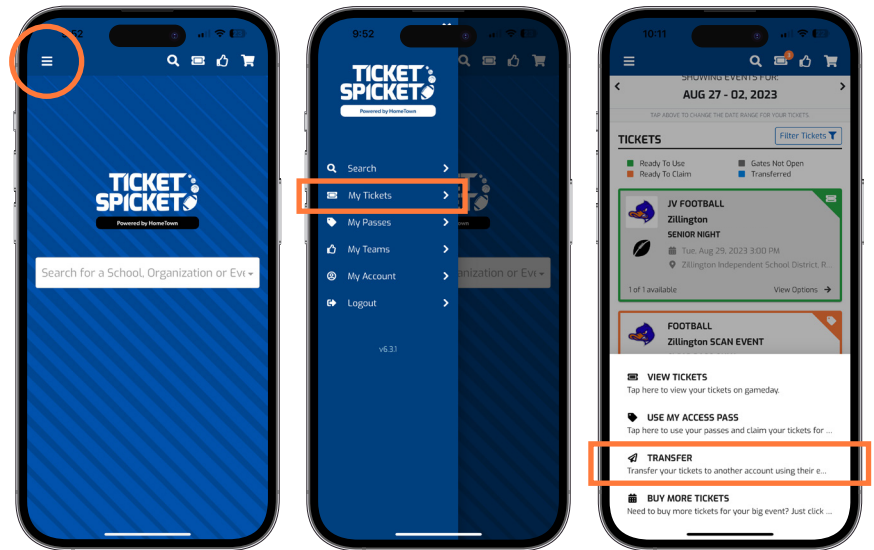 TICKET
SPICKET
Powered by HomeTown
Search for a School, Organization or Eve
9:52
TICKET
SPICKET
Powered by HomeTown
Search
My Tickets
My Passes
My Teams
My Account
Logout
v6.3.1
anization or Eve
10:11
1
SHOWING EVENTS FOR:
AUG 27 - 02, 2023
TAP ABOVE TO CHANGE THE DATE RANGE FOR YOUR TICKETS
TICKETS
Filter Tickets
Ready To Use
Gates Not Open
Ready To Claim
Transferred
JV FOOTBALL
Zillington
SENIOR NIGHT
Tue, Aug 29, 2023 3:00 PM
Zillington Independent School District, R...
1 of 1 available
View Options
FOOTBALL
Zillington SCAN EVENT
VIEW TICKETS
Tap here to view your tickets on gameday.
USE MY ACCESS PASS
Tap here to use your passes and claim your tickets for ...
TRANSFER
Transfer your tickets to another account using their e...
BUY MORE TICKETS
Need to buy more tickets for your big event? Just click ...